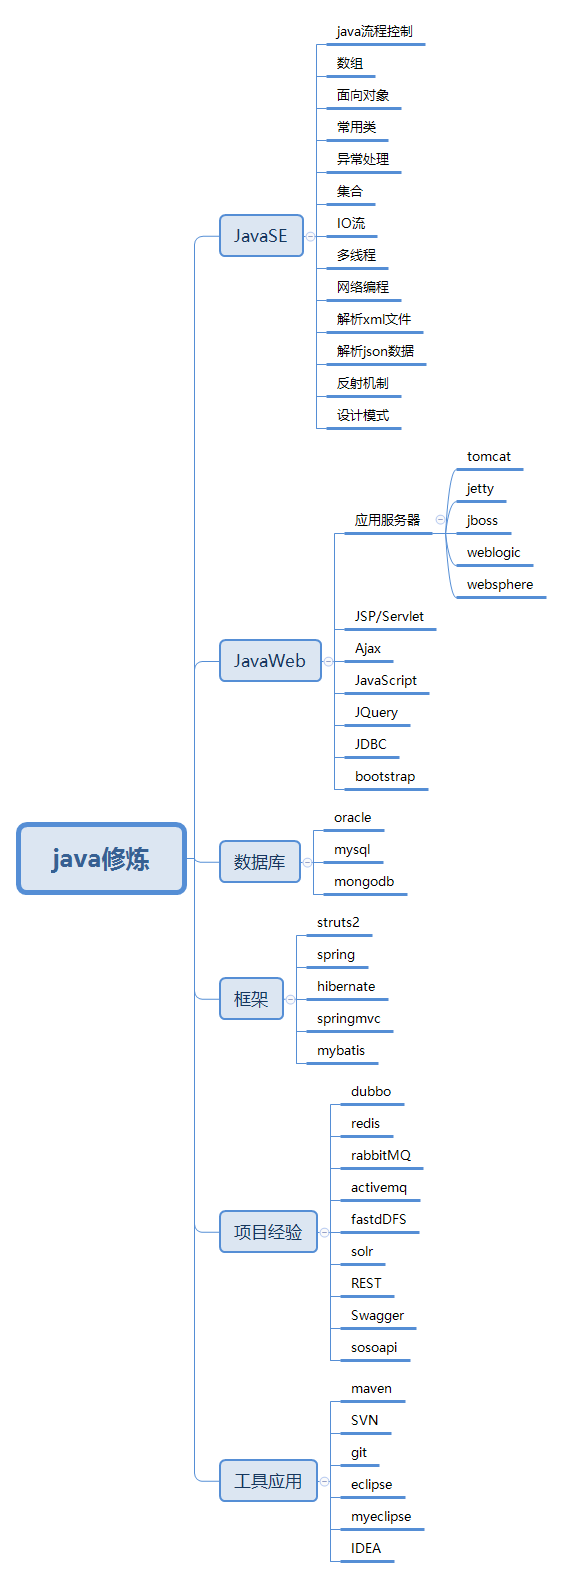 java修炼
JavaSE
java流程控制
数组
面向对象
常用类
异常处理
集合
IO流
多线程
网络编程
解析xml文件
解析json数据
反射机制
设计模式
JavaWeb
应用服务器
tomcat
jetty
jboss
weblogic
websphere
JSP/Servlet
Ajax
JavaScript
JQuery
JDBC
bootstrap
数据库
oracle
mysql
mongodb
框架
struts2
spring
hibernate
springmvc
mybatis
项目经验
dubbo
redis
rabbitMQ
activemq
fastdDFS
solr
REST
Swagger
sosoapi
工具应用
maven
SVN
git
eclipse
myeclipse
IDEA